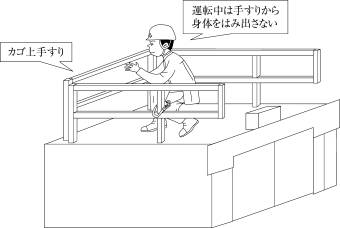 運転中は手すりから
身体をはみ出さない
カゴ上手すり